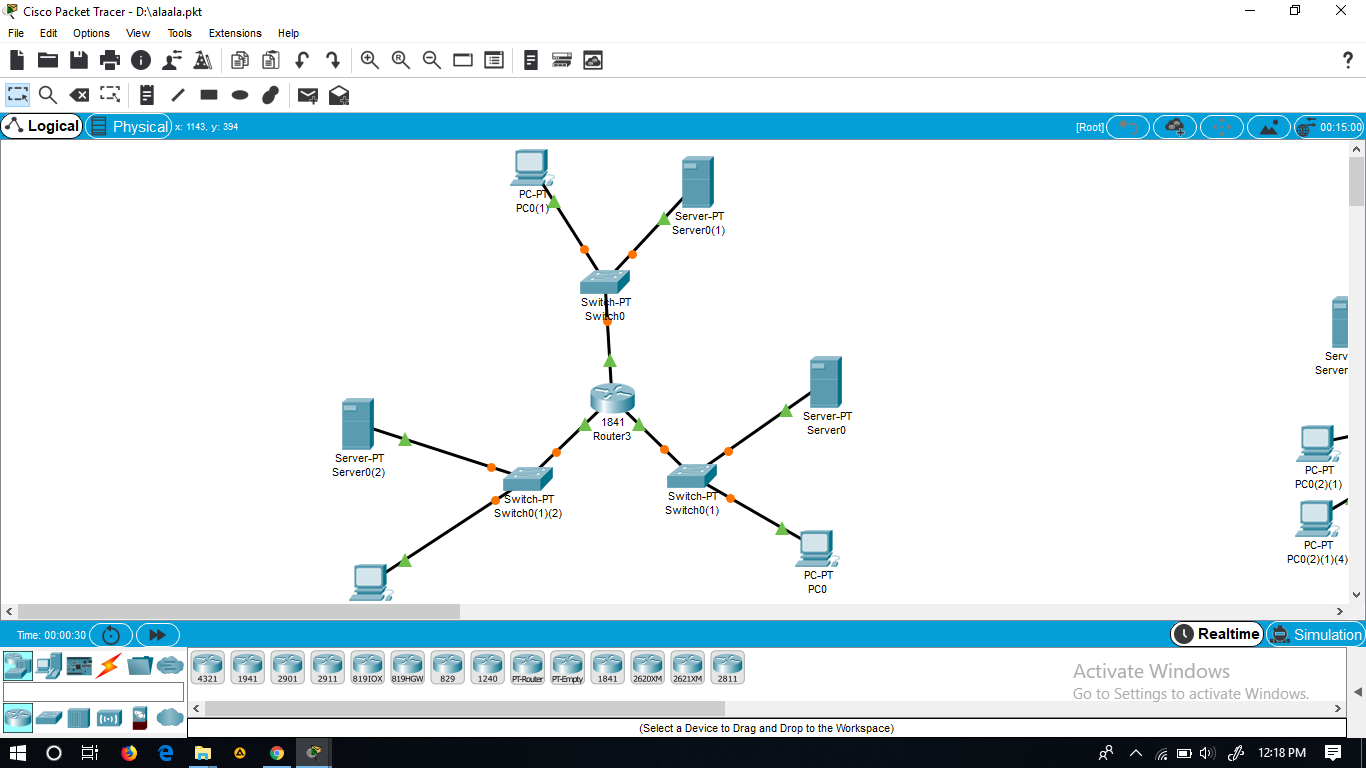 Cisco Packet Tracer - D:\alaala.pkt
File Edit Options View Tools Extensions Help
R
?
Logical Physical x: 1143, y: 394 [Root] 00:15:00
PC-PT
PC0(1)
Server-PT
Server0(1)
Switch-PT
Switch0
1841
Router3
Server-PT
Server0
Server-PT
Server0(2)
Switch-PT
Switch0(1)(2)
Switch-PT
Switch0(1)
PC-PT
PC0
Serv
Server
PC-PT
PC0(2)(1)
PC-PT
PC0(2)(1)(4)
Time: 00:00:30 Realtime Simulation
4321 1941 2901 2911 819IOX 819HGW 829 1240 PT-Router PT-Empty 1841 2620XM 2621XM 2811
Activate Windows
Go to Settings to activate Windows.
(Select a Device to Drag and Drop to the Workspace)
12:18 PM